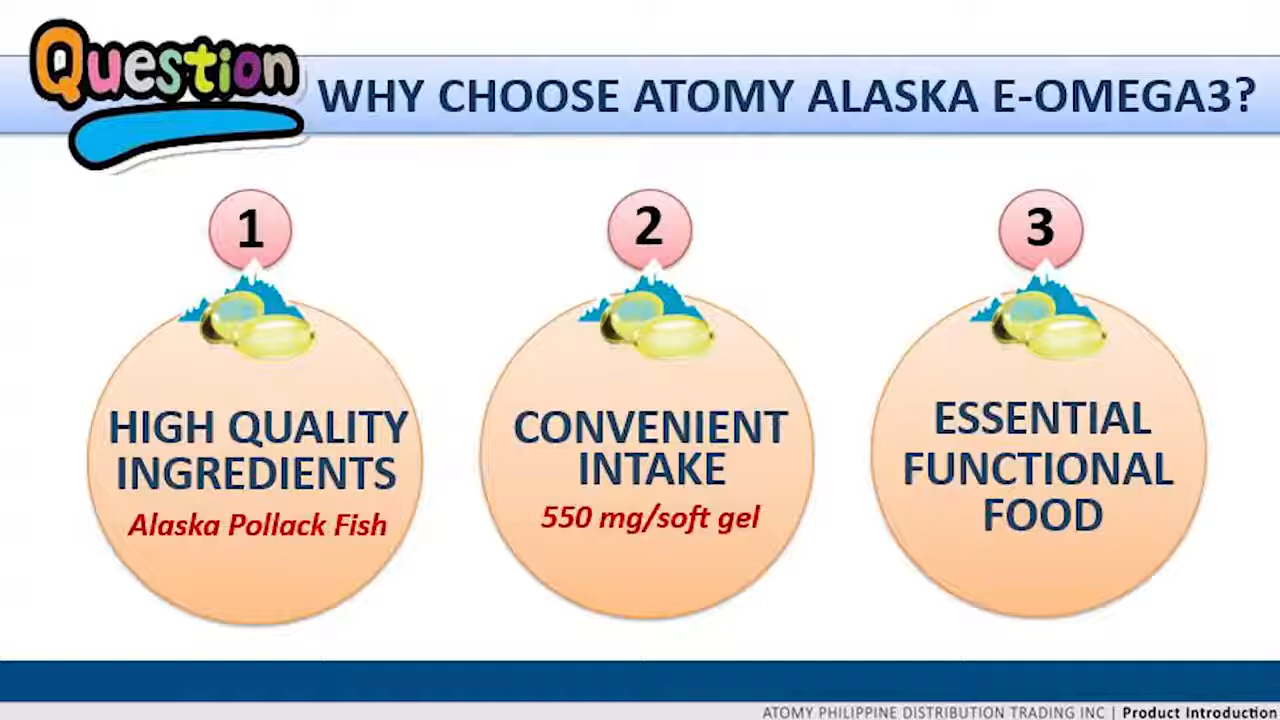 Question
WHY CHOOSE ATOMY ALASKA E-OMEGA3?
1
HIGH QUALITY
INGREDIENTS
Alaska Pollack Fish
2
CONVENIENT
INTAKE
550 mg/soft gel
3
ESSENTIAL
FUNCTIONAL
FOOD
ATOMY PHILIPPINE DISTRIBUTION TRADING INC | Product Introduction